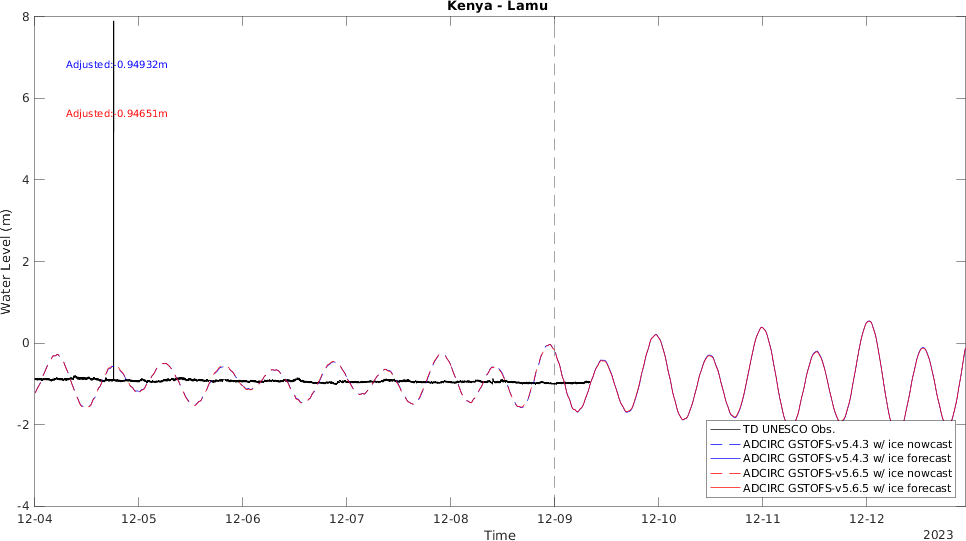 Kenya - Lamu
8
6
4
2
0
-2
-4
Water Level (m)
Adjusted:-0.94932m
Adjusted:-0.94651m
TD UNESCO Obs.
ADCIRC GSTOFS-v5.4.3 w/ ice nowcast
ADCIRC GSTOFS-v5.4.3 w/ ice forecast
ADCIRC GSTOFS-v5.6.5 w/ ice nowcast
ADCIRC GSTOFS-v5.6.5 w/ ice forecast
12-04 12-05 12-06 12-07 12-08 12-09 12-10 12-11 12-12
Time
2023